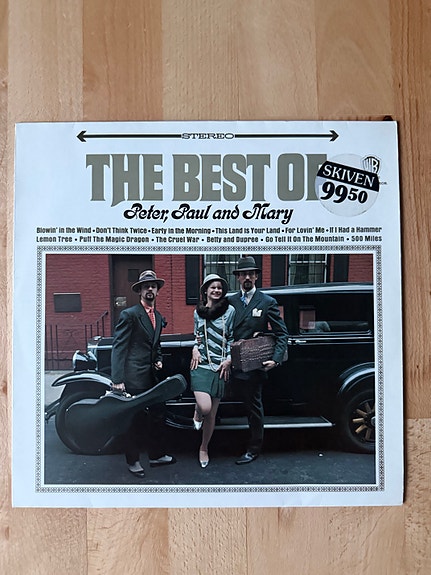 STEREO
THE BEST OF
SKIVEN
99.50
Peter, Paul and Mary
Blowin' in the Wind • Don't Think Twice • Early in the Morning • This Land is Your Land • For Lovin' Me • If I Had a Hammer
Lemon Tree • Puff The Magic Dragon • The Cruel War • Betty and Dupree • Go Tell It On The Mountain • 500 Miles